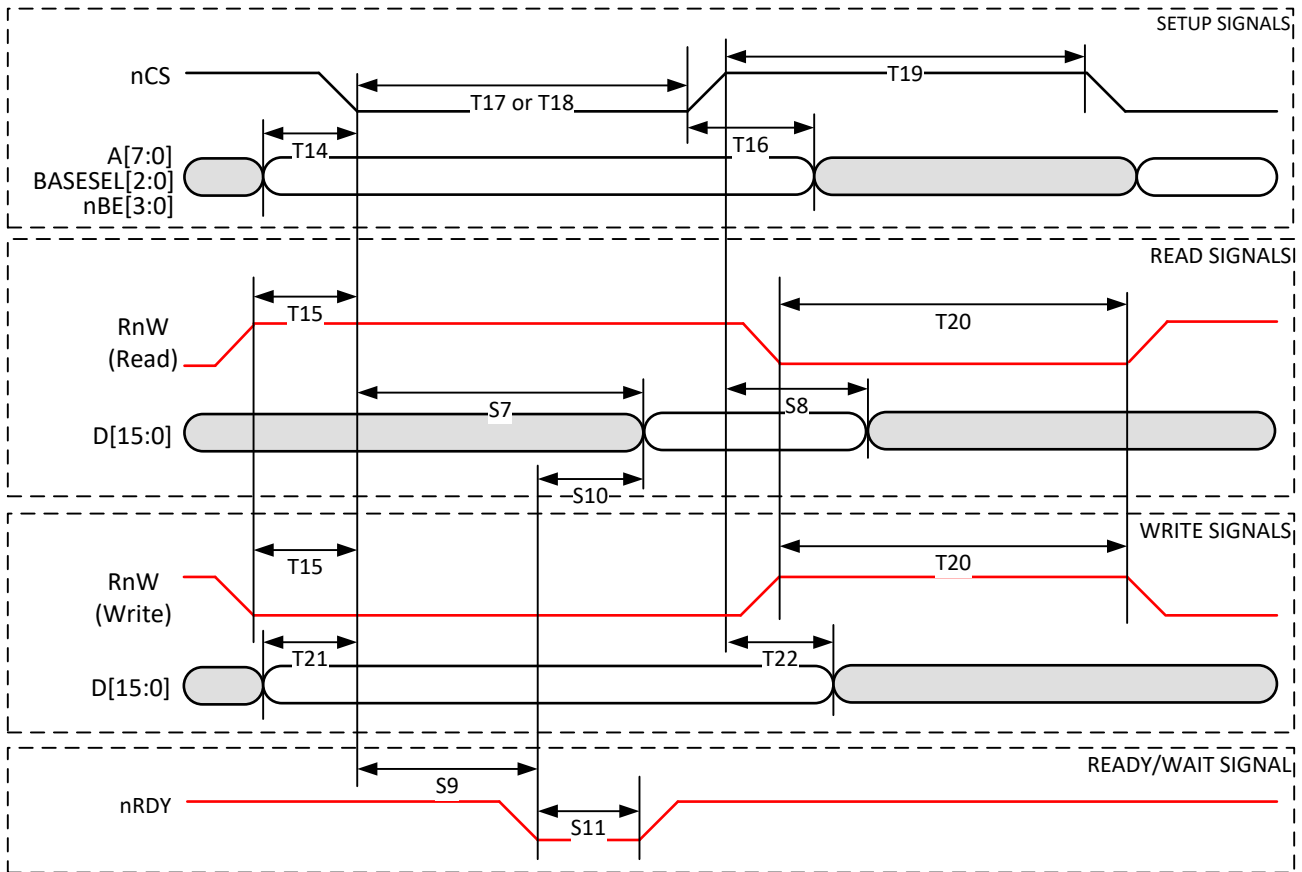 SETUP SIGNALS
nCS
T19
T17 or T18
T14
T16
A[7:0]
BASESEL[2:0]
nBE[3:0]
READ SIGNALS
T15
T20
RnW
(Read)
S7
S8
D[15:0]
S10
WRITE SIGNALS
T15
T20
RnW
(Write)
T21
T22
D[15:0]
READY/WAIT SIGNAL
S9
nRDY
S11